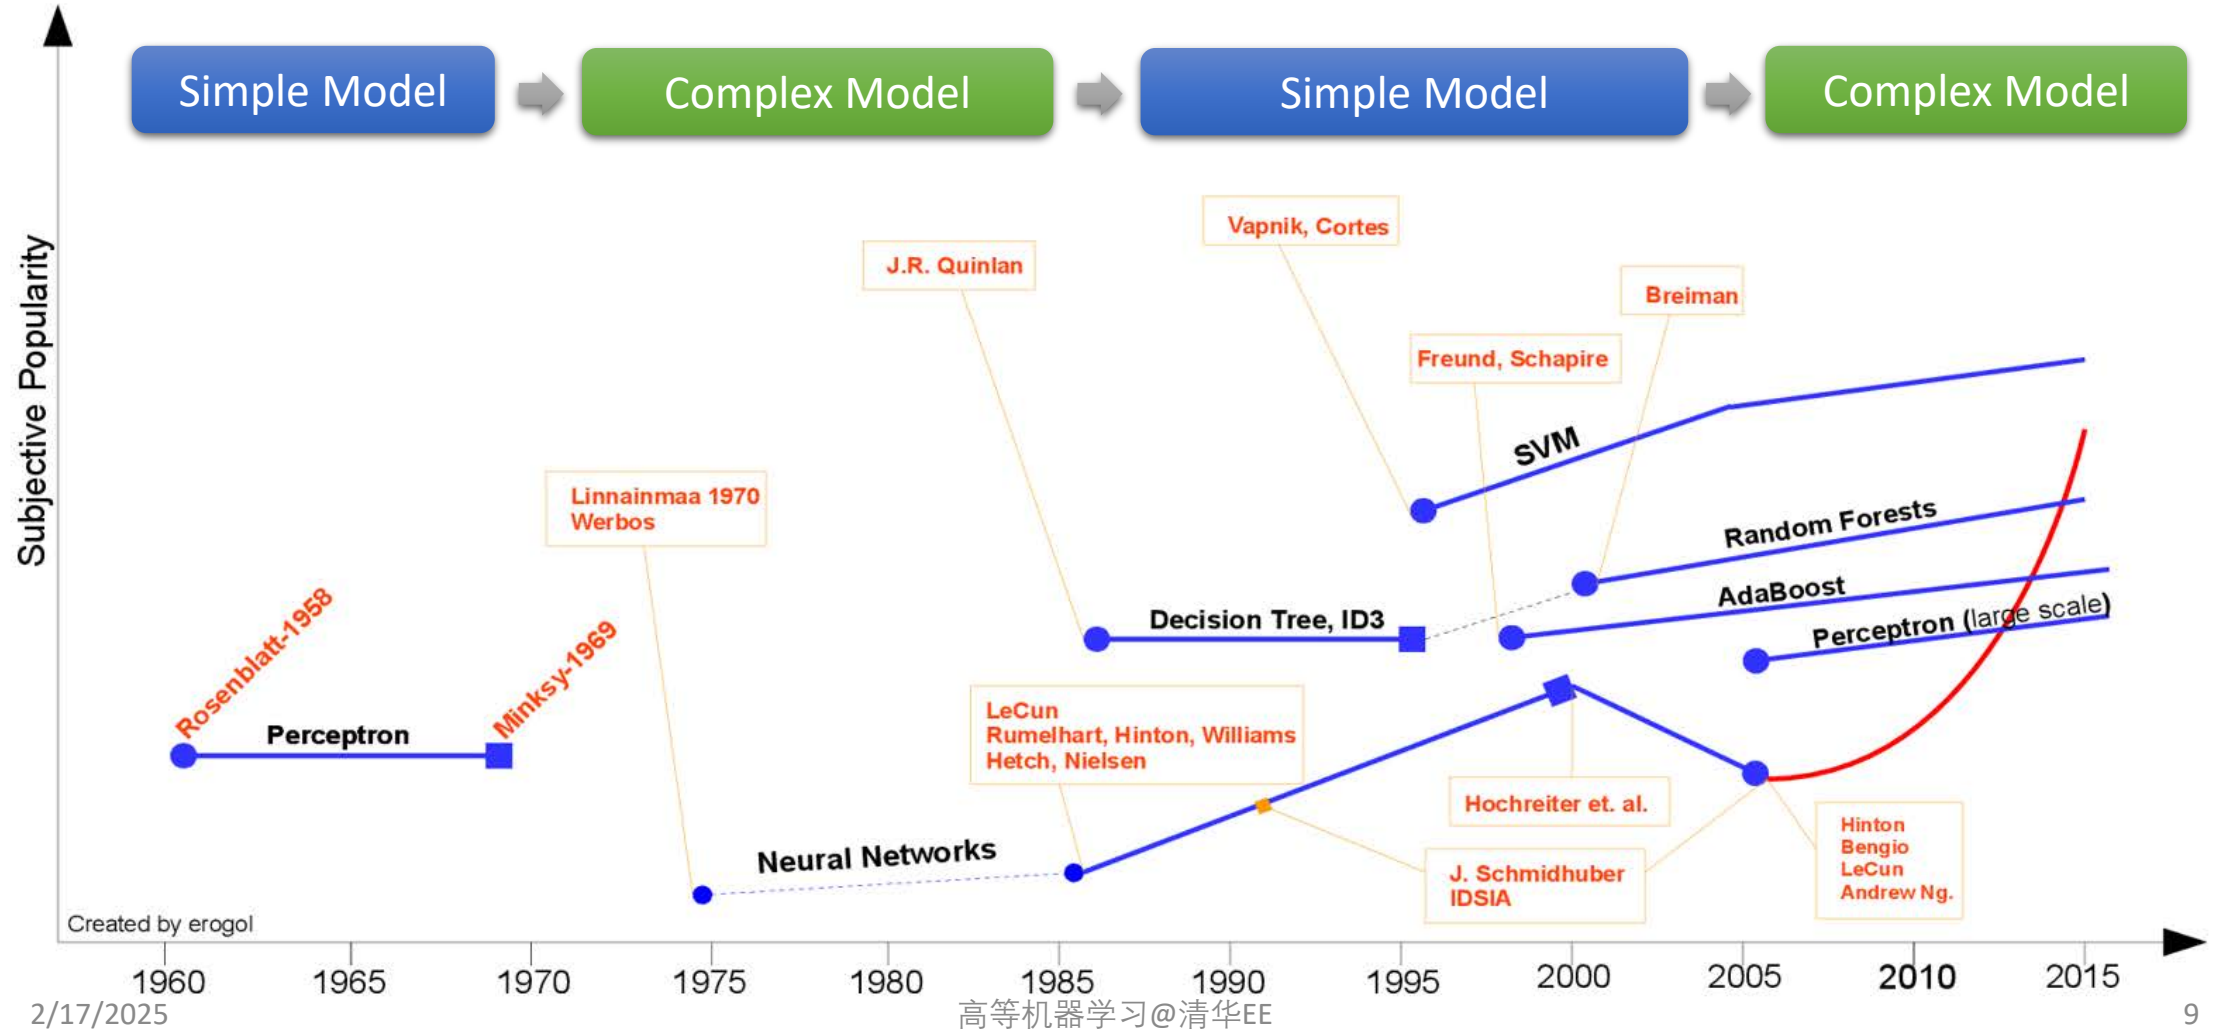 Simple Model
Complex Model
Simple Model
Complex Model
Subjective Popularity
Vapnik, Cortes
J.R. Quinlan
Breiman
Freund, Schapire
SVM
Linnainmaa 1970
Werbos
Random Forests
AdaBoost
Perceptron (large scale)
Decision Tree, ID3
Rosenblatt-1958
Minksy-1969
Perceptron
LeCun
Rumelhart, Hinton, Williams
Hetch, Nielsen
Hochreiter et. al.
Neural Networks
J. Schmidhuber
IDSIA
Hinton
Bengio
LeCun
Andrew Ng.
Created by erogol
1960 1965 1970 1975 1980 1985 1990 1995 2000 2005 2010 2015
2/17/2025
高等机器学习@清华EE
9